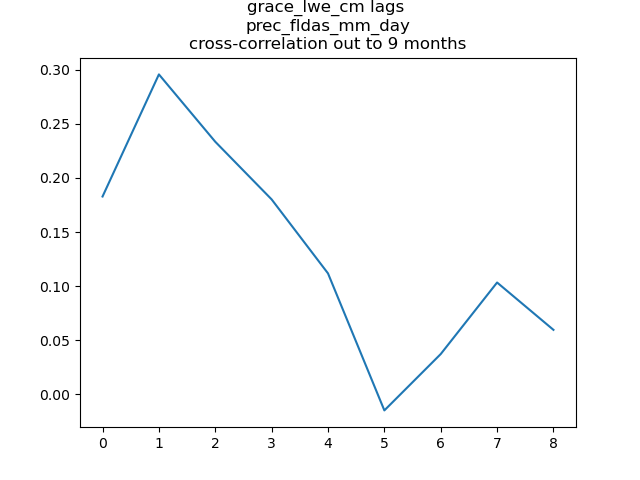 grace_lwe_cm lags
prec_fldas_mm_day
cross-correlation out to 9 months
0.30
0.25
0.20
0.15
0.10
0.05
0.00
0 1 2 3 4 5 6 7 8